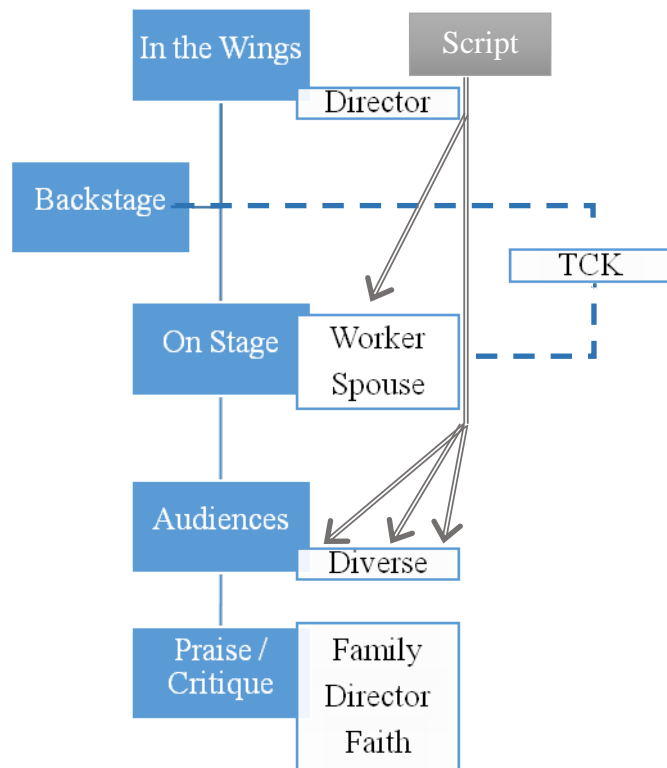 In the Wings
Script
Director
Backstage
TCK
On Stage
Worker
Spouse
Audiences
Diverse
Praise /
Critique
Family
Director
Faith